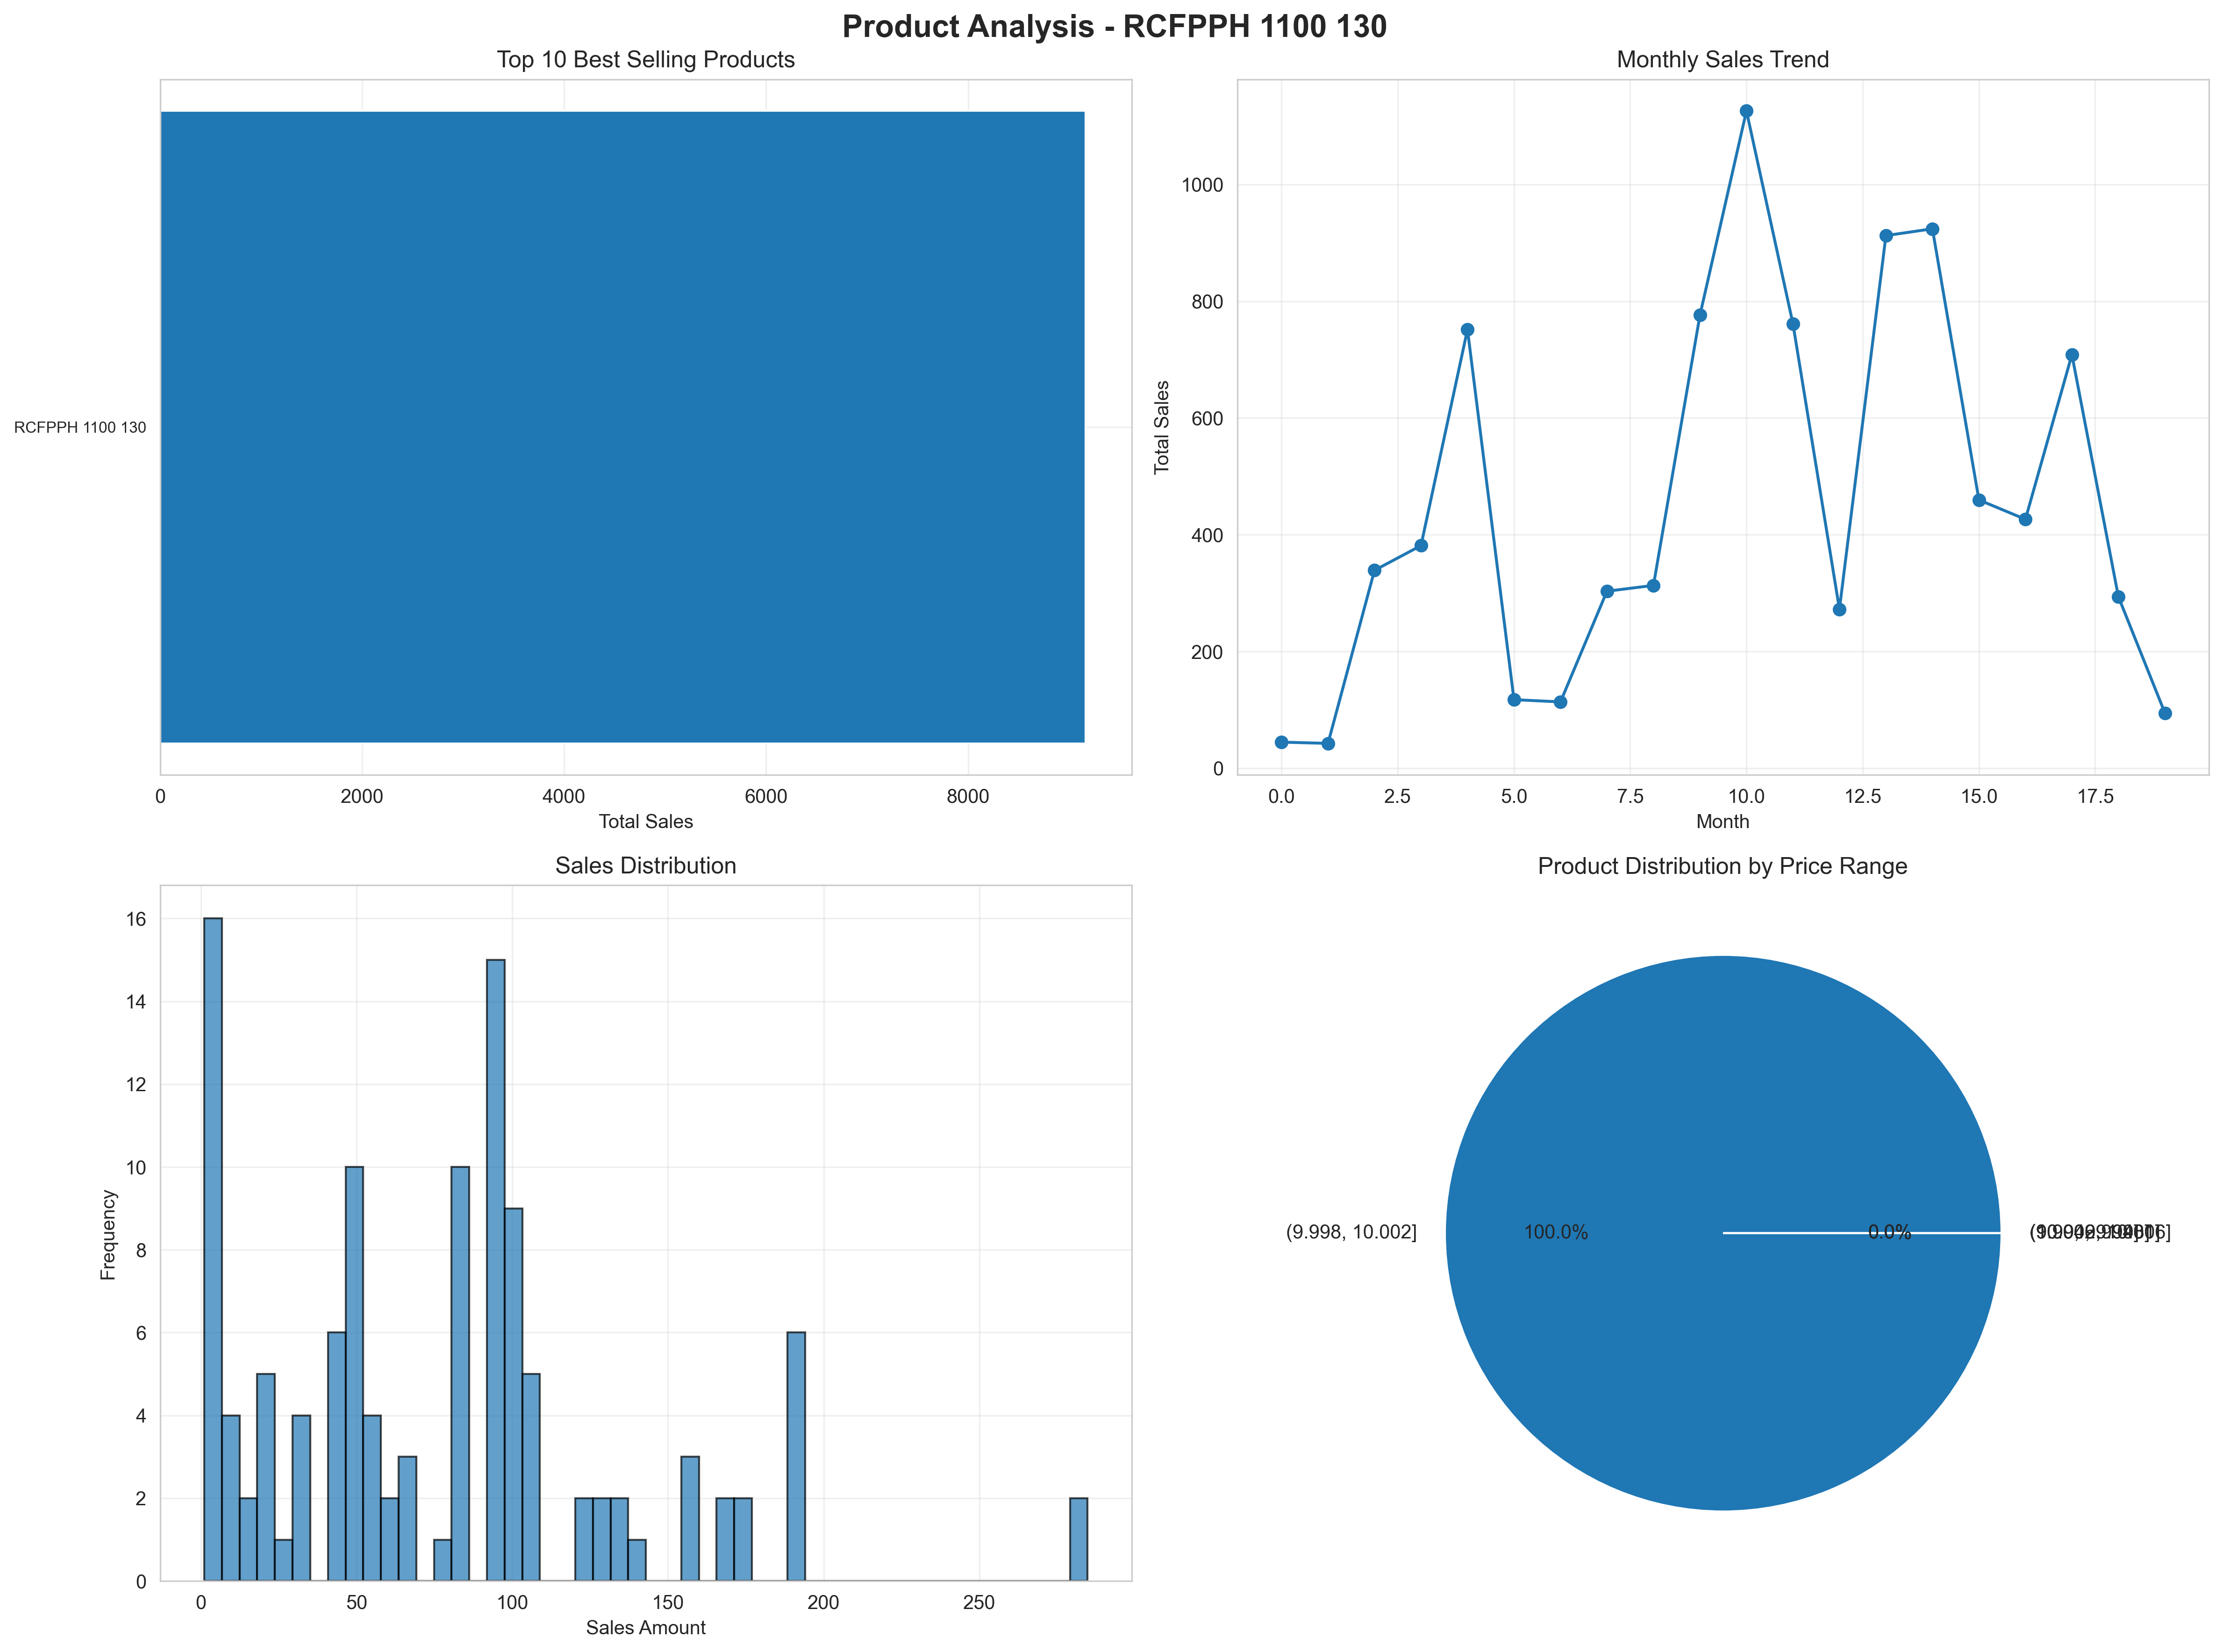 Product Analysis - RCFPPH 1100 130
Top 10 Best Selling Products
RCFPPH 1100 130
0 2000 4000 6000 8000
Total Sales
Monthly Sales Trend
Total Sales
1000
800
600
400
200
0
0.0 2.5 5.0 7.5 10.0 12.5 15.0 17.5
Month
Sales Distribution
Frequency
16
14
12
10
8
6
4
2
0
0 50 100 150 200 250
Sales Amount
Product Distribution by Price Range
(9.998, 10.002] 100.0% 0.0%